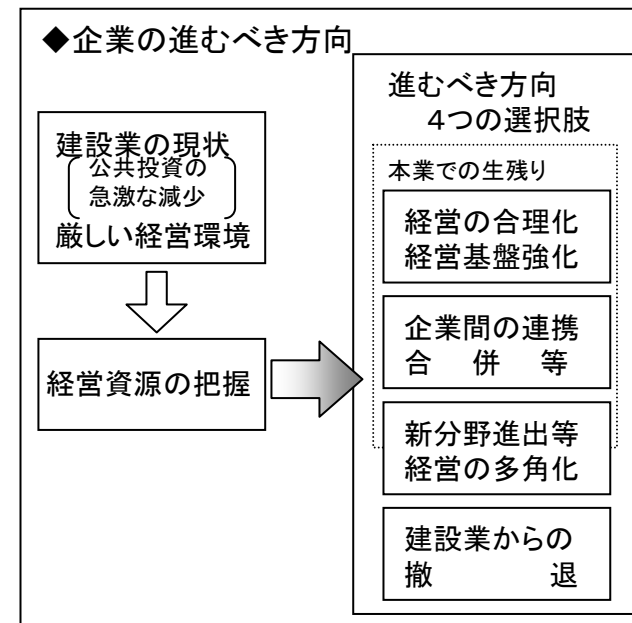 ◆企業の進むべき方向
建設業の現状
公共投資の
急激な減少
厳しい経営環境
経営資源の把握
進むべき方向
4つの選択肢
本業での生残り
経営の合理化
経営基盤強化
企業間の連携
合　併　等
新分野進出等
経営の多角化
建設業からの
撤　　　退